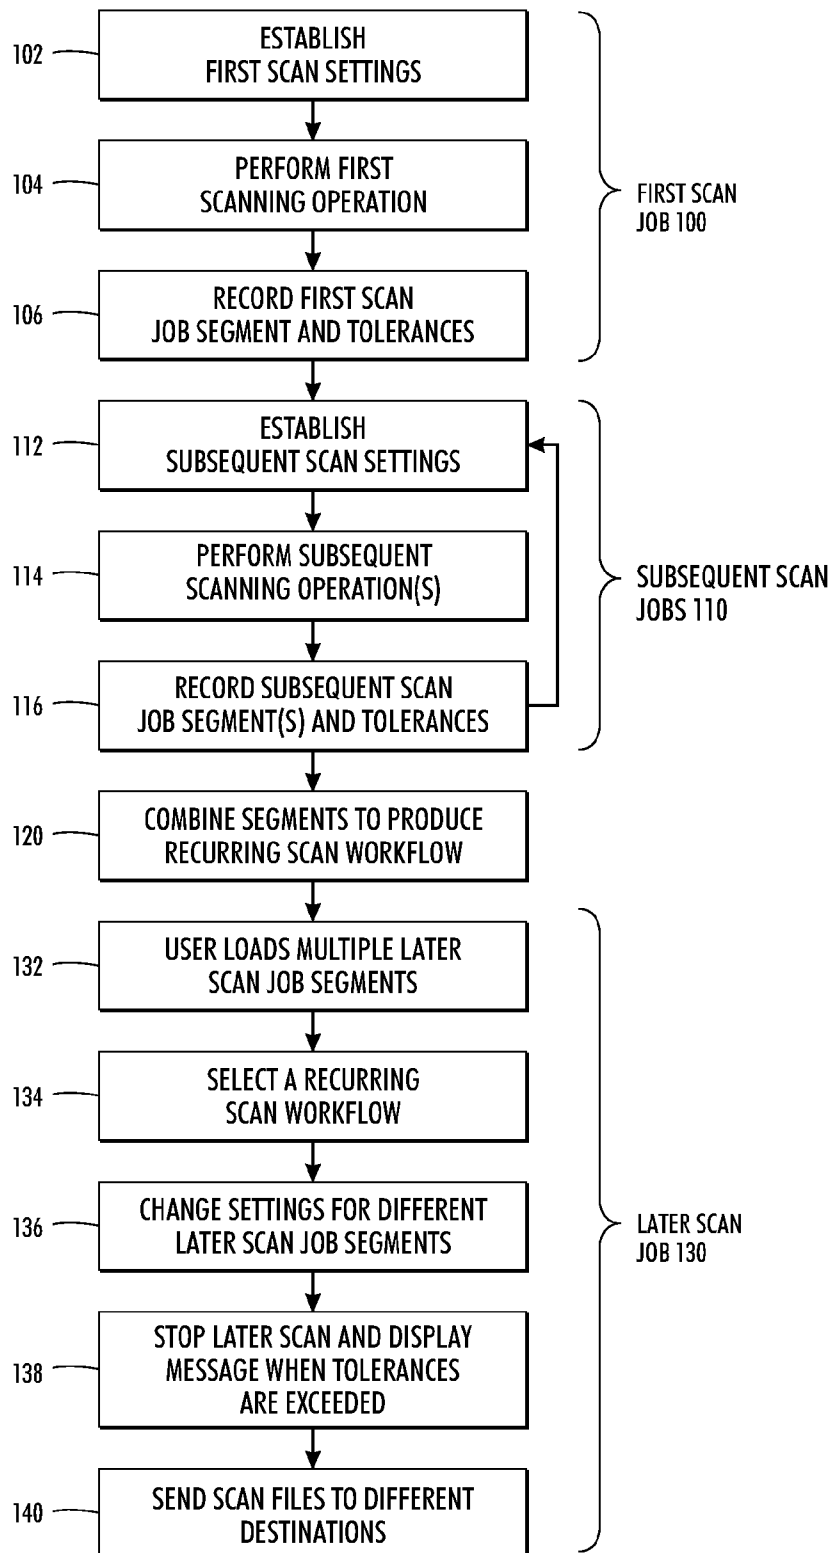 102
ESTABLISH
FIRST SCAN SETTINGS
104
PERFORM FIRST
SCANNING OPERATION
FIRST SCAN
JOB 100
106
RECORD FIRST SCAN
JOB SEGMENT AND TOLERANCES
112
ESTABLISH
SUBSEQUENT SCAN SETTINGS
114
PERFORM SUBSEQUENT
SCANNING OPERATION(S)
SUBSEQUENT SCAN
JOBS 110
116
RECORD SUBSEQUENT SCAN
JOB SEGMENT(S) AND TOLERANCES
120
COMBINE SEGMENTS TO PRODUCE
RECURRING SCAN WORKFLOW
132
USER LOADS MULTIPLE LATER
SCAN JOB SEGMENTS
134
SELECT A RECURRING
SCAN WORKFLOW
136
CHANGE SETTINGS FOR DIFFERENT
LATER SCAN JOB SEGMENTS
LATER SCAN
JOB 130
138
STOP LATER SCAN AND DISPLAY
MESSAGE WHEN TOLERANCES
ARE EXCEEDED
140
SEND SCAN FILES TO DIFFERENT
DESTINATIONS